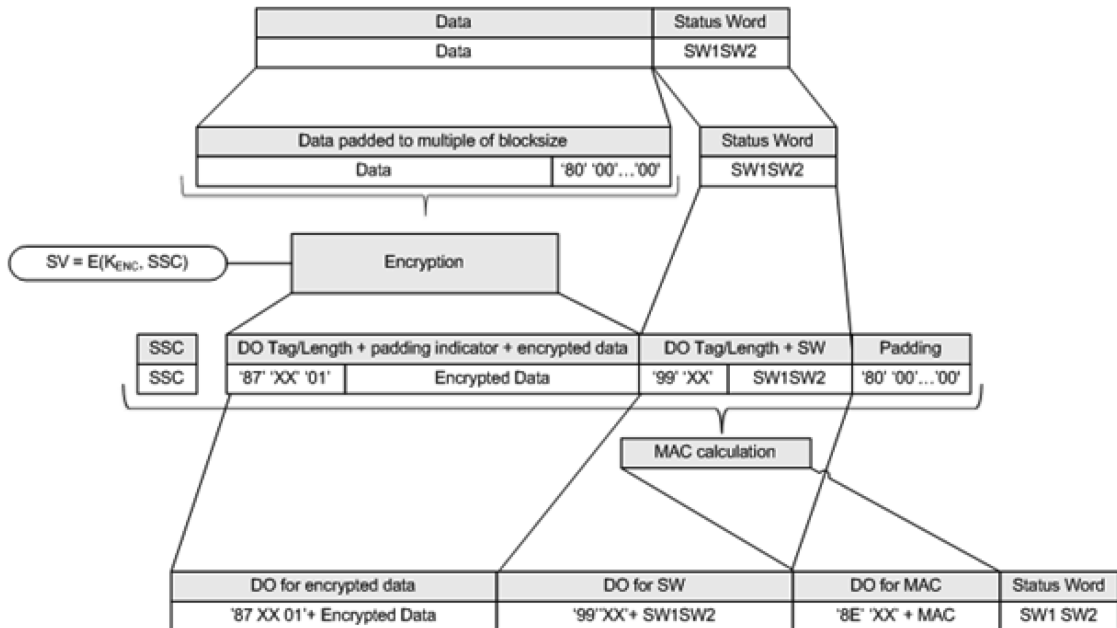 Data Status Word
Data SW1SW2
Data padded to multiple of blocksize Status Word
Data '80' '00'...'00' SW1SW2
SV = E(KENC, SSC) Encryption
SSC DO Tag/Length + padding indicator + encrypted data DO Tag/Length + SW Padding
SSC '87' 'XX' '01' Encrypted Data '99' 'XX' SW1SW2 '80' '00'...'00'
MAC calculation
DO for encrypted data DO for SW DO for MAC Status Word
'87 XX 01'+ Encrypted Data '99''XX'+ SW1SW2 '8E' 'XX' + MAC SW1 SW2